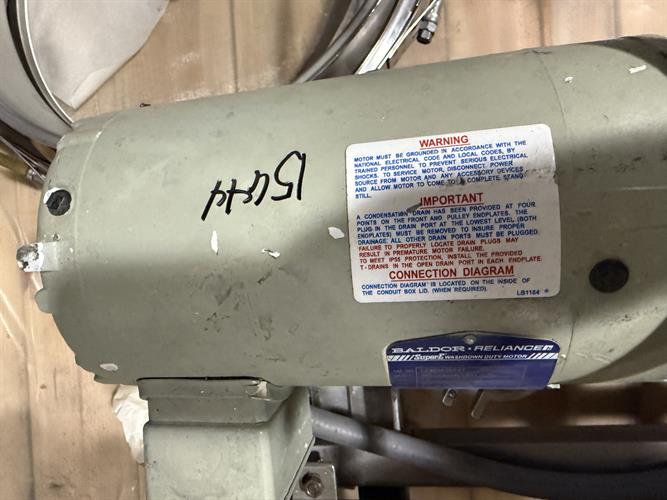 15444
WARNING
MOTOR MUST BE GROUNDED IN ACCORDANCE WITH THE
NATIONAL ELECTRICAL CODE AND LOCAL CODES, BY
TRAINED PERSONNEL TO PREVENT SERIOUS ELECTRICAL
SHOCKS. TO SERVICE MOTOR, DISCONNECT POWER
SOURCE FROM MOTOR AND ANY ACCESSORY DEVICES
AND ALLOW MOTOR TO COME TO A COMPLETE STAND
STILL.
IMPORTANT
A CONDENSATION DRAIN HAS BEEN PROVIDED AT FOUR
POINTS ON THE FRONT AND PULLEY ENDPLATES. THE
PLUG IN THE DRAIN PORT AT THE LOWEST LEVEL, (BOTH
ENDPLATES) MUST BE REMOVED TO INSURE PROPER
DRAINAGE: ALL OTHER DRAIN PORTS MUST BE PLUGGED.
FAILURE TO PROPERLY LOCATE DRAIN PLUGS MAY
RESULT IN PREMATURE MOTOR FAILURE.
TO MEET IP55 PROTECTION, INSTALL THE PROVIDED
T-DRAINS IN THE OPEN DRAIN PORT IN EACH ENDPLATE.
CONNECTION DIAGRAM
CONNECTION DIAGRAM IS LOCATED ON THE INSIDE OF
THE CONDUIT BOX LID. (WHEN REQUIRED).
LB1184
BALDOR • RELIANCE
SuperE WASHDOWN DUTY MOTOR